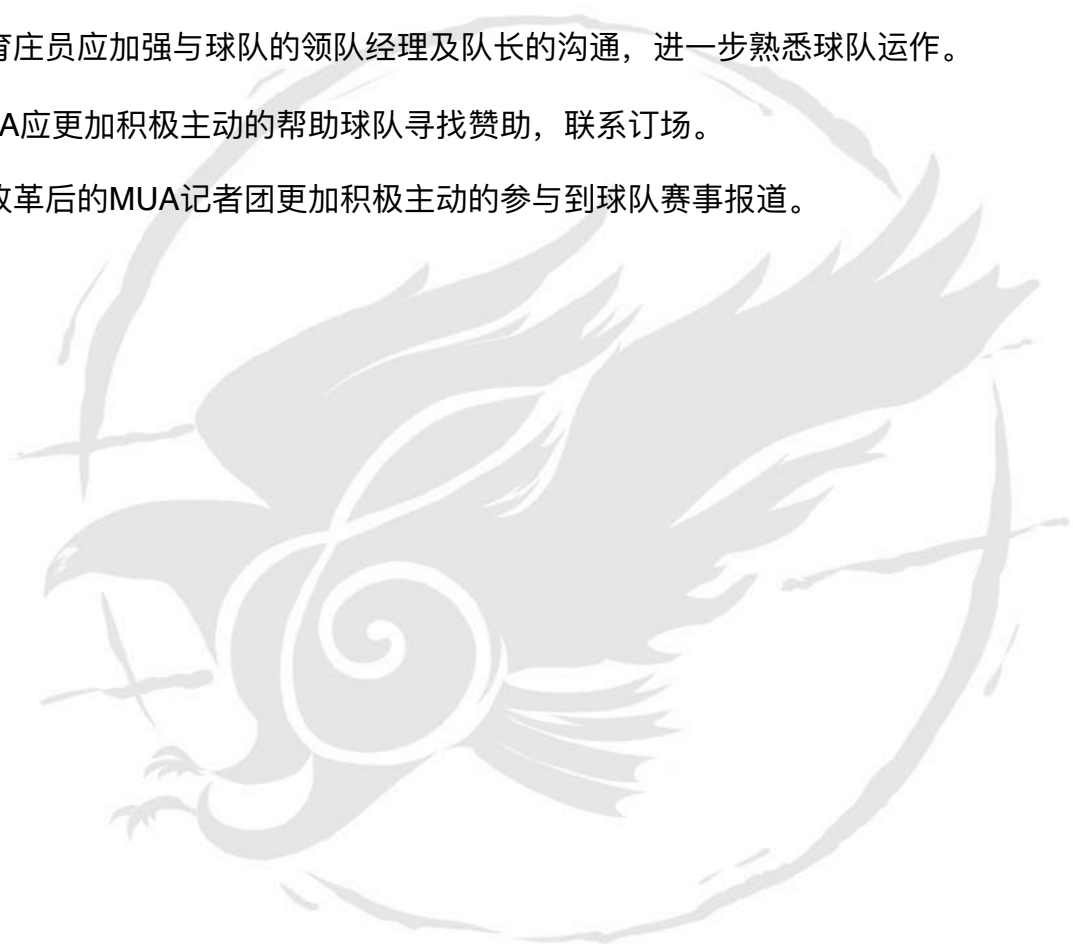 育庄员应加强与球队的领队经理及队长的沟通，进一步熟悉球队运作。
A应更加积极主动的帮助球队寻找赞助，联系订场。
改革后的MUA记者团更加积极主动的参与到球队赛事报道。